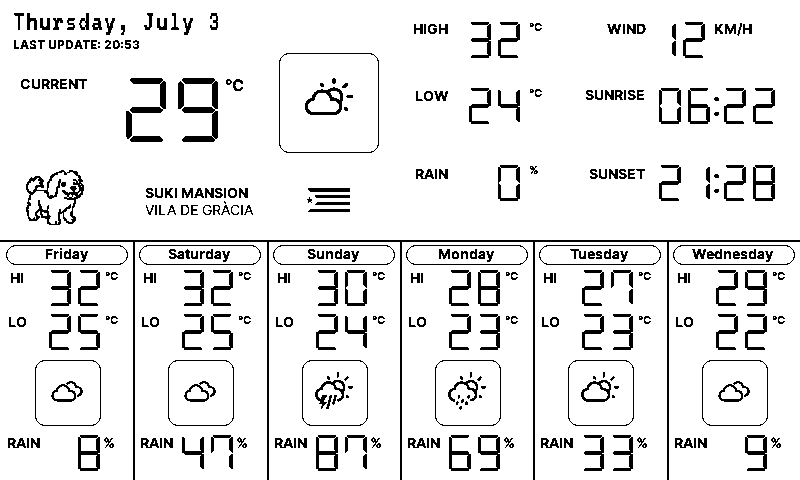 Thursday, July 3
LAST UPDATE: 20:53
CURRENT 29 °C
SUKI MANSION
VILA DE GRÀCIA
HIGH 32 °C
LOW 24 °C
RAIN 0 %
WIND 12 KM/H
SUNRISE 06:22
SUNSET 21:28
Friday
HI 32 °C
LO 25 °C
RAIN 8 %
Saturday
HI 32 °C
LO 25 °C
RAIN 47 %
Sunday
HI 30 °C
LO 24 °C
RAIN 87 %
Monday
HI 28 °C
LO 23 °C
RAIN 69 %
Tuesday
HI 27 °C
LO 23 °C
RAIN 33 %
Wednesday
HI 29 °C
LO 22 °C
RAIN 9 %